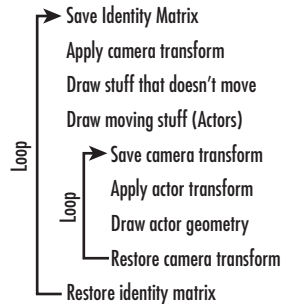 Save Identity Matrix
Apply camera transform
Draw stuff that doesn't move
Draw moving stuff (Actors)
Loop
Save camera transform
Apply actor transform
Loop
Draw actor geometry
Restore camera transform
Restore identity matrix